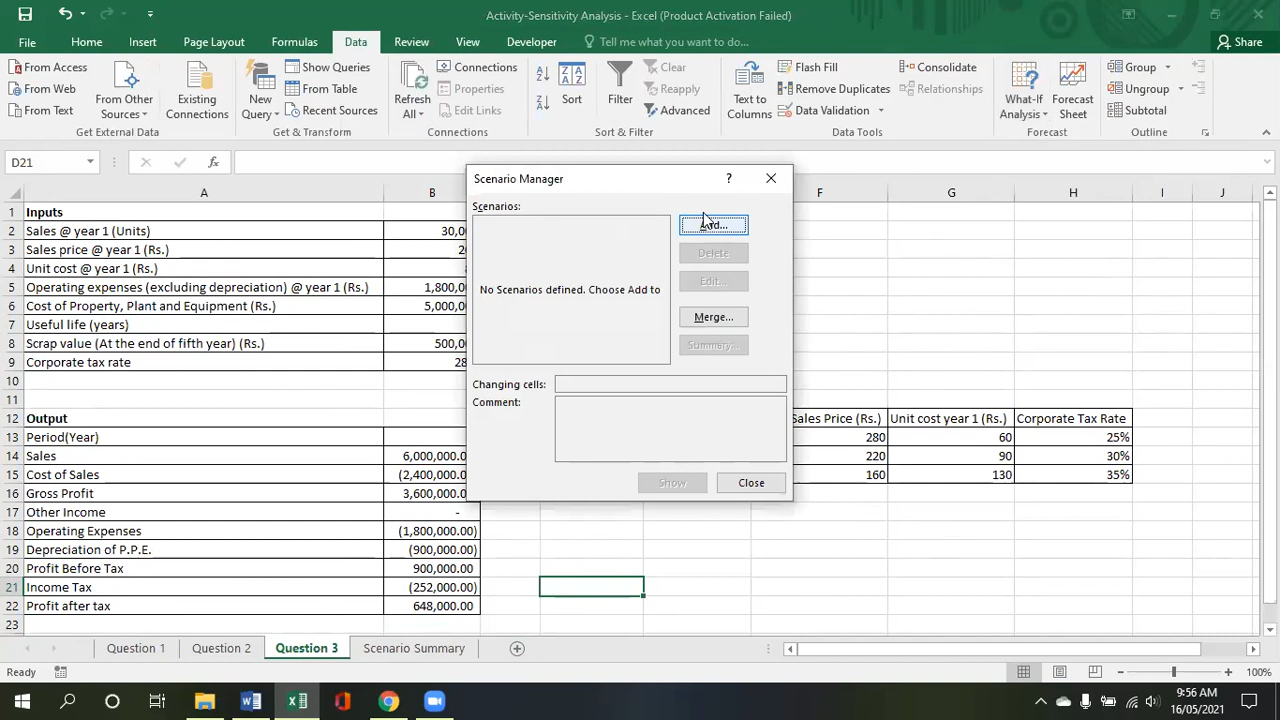 Activity-Sensitivity Analysis - Excel (Product Activation Failed)
File Home Insert Page Layout Formulas Data Review View Developer Tell me what you want to do... Share
From Access
From Web
From Text
From Other Sources
Existing Connections
Get External Data
New Query
Show Queries
From Table
Recent Sources
Get & Transform
Refresh All
Connections
Properties
Edit Links
Connections
Sort
Filter
Clear
Reapply
Advanced
Sort & Filter
Text to Columns
Flash Fill
Remove Duplicates
Data Validation
Consolidate
Relationships
Data Tools
What-If Analysis
Forecast Sheet
Forecast
Group
Ungroup
Subtotal
Outline
D21 fx
A B F G H I J
1 Inputs
2 Sales @ year 1 (Units) 30,00
3 Sales price @ year 1 (Rs.)
4 Unit cost @ year 1 (Rs.)
5 Operating expenses (excluding depreciation) @ year 1 (Rs.) 1,800,00
6 Cost of Property, Plant and Equipment (Rs.) 5,000,00
7 Useful life (years)
8 Scrap value (At the end of fifth year) (Rs.) 500,00
9 Corporate tax rate 28
10
11
12 Output Sales Price (Rs.) Unit cost year 1 (Rs.) Corporate Tax Rate
13 Period(Year) 280 60 25%
14 Sales 6,000,000.0 220 90 30%
15 Cost of Sales (2,400,000.0 160 130 35%
16 Gross Profit 3,600,000.0
17 Other Income -
18 Operating Expenses (1,800,000.00)
19 Depreciation of P.P.E. (900,000.00)
20 Profit Before Tax 900,000.00
21 Income Tax (252,000.00)
22 Profit after tax 648,000.00
23
Scenario Manager ?
Scenarios:
No Scenarios defined. Choose Add to
Add...
Delete
Edit...
Merge...
Summary...
Changing cells:
Comment:
Show Close
Question 1 Question 2 Question 3 Scenario Summary
Ready 100%
9:56 AM
16/05/2021